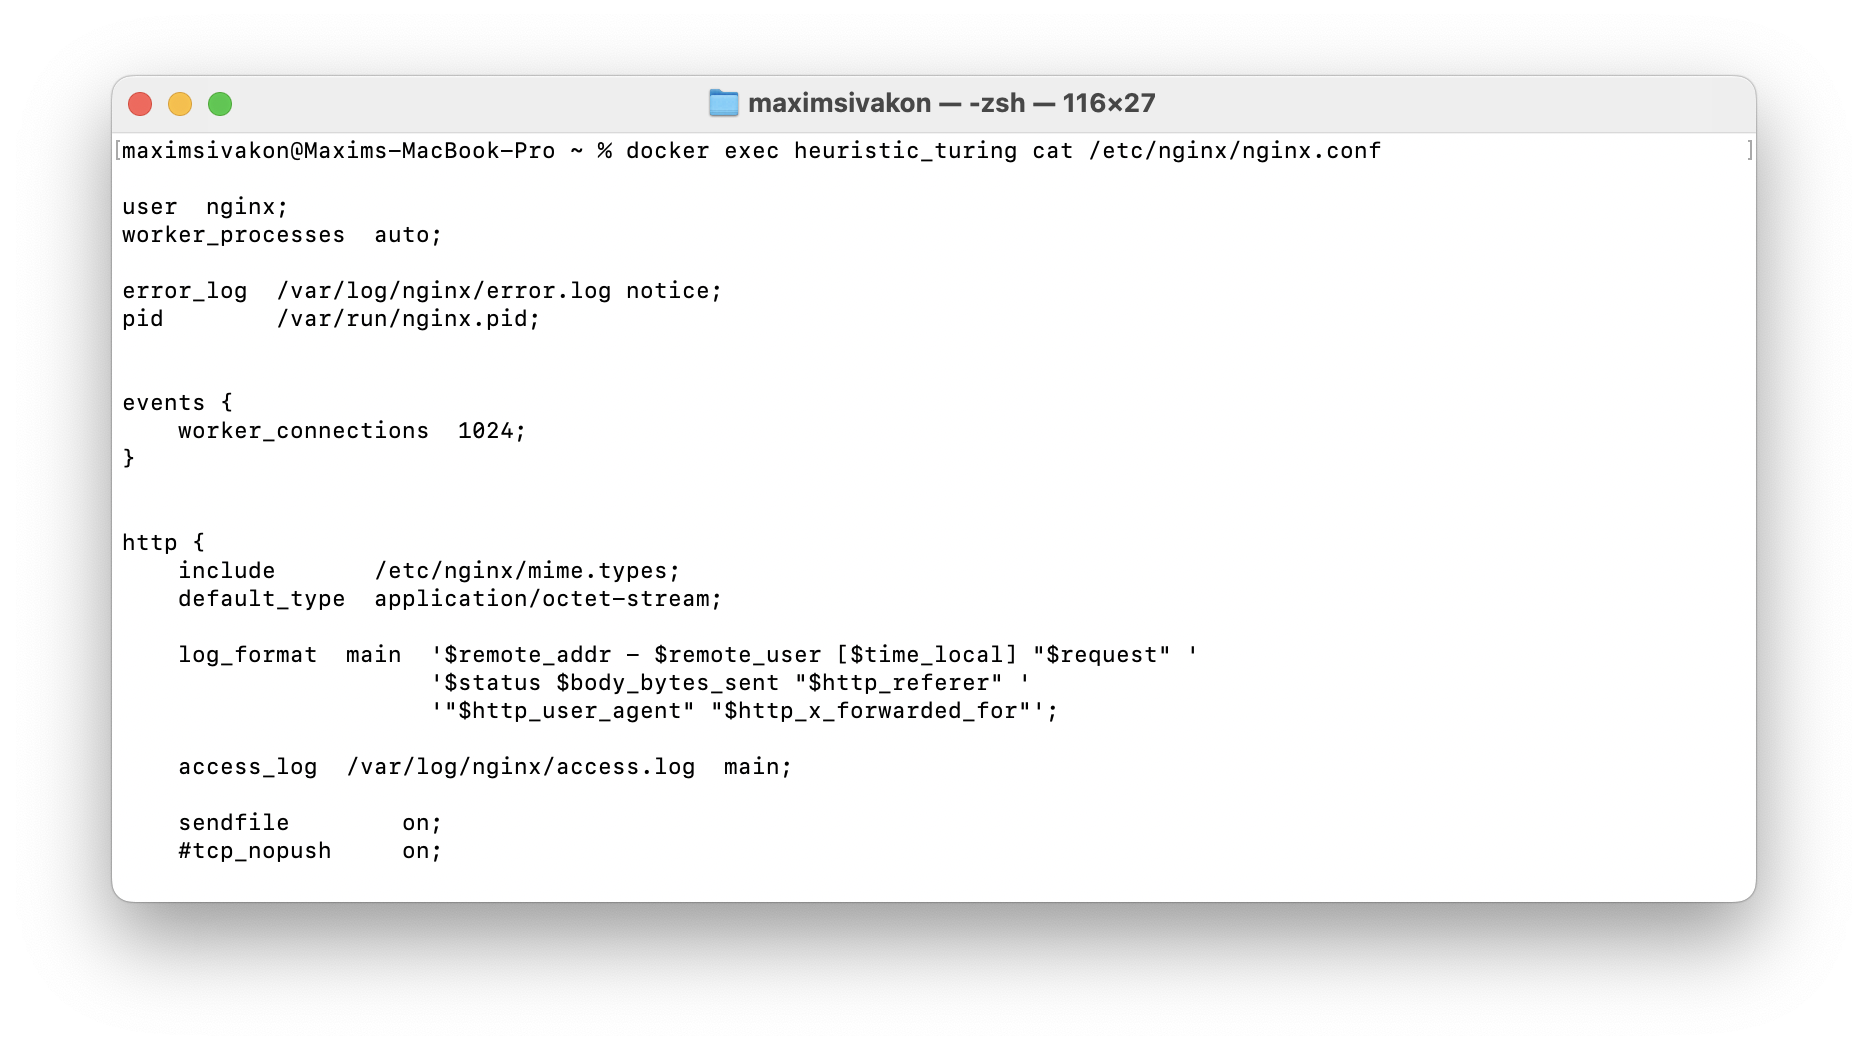 maximsivakon — -zsh — 116×27
[maximsivakon@Maxims-MacBook-Pro ~ % docker exec heuristic_turing cat /etc/nginx/nginx.conf ]

user  nginx;
worker_processes  auto;

error_log  /var/log/nginx/error.log notice;
pid        /var/run/nginx.pid;


events {
    worker_connections  1024;
}


http {
    include       /etc/nginx/mime.types;
    default_type  application/octet-stream;

    log_format  main  '$remote_addr - $remote_user [$time_local] "$request" '
                      '$status $body_bytes_sent "$http_referer" '
                      '"$http_user_agent" "$http_x_forwarded_for"';

    access_log  /var/log/nginx/access.log  main;

    sendfile        on;
    #tcp_nopush     on;